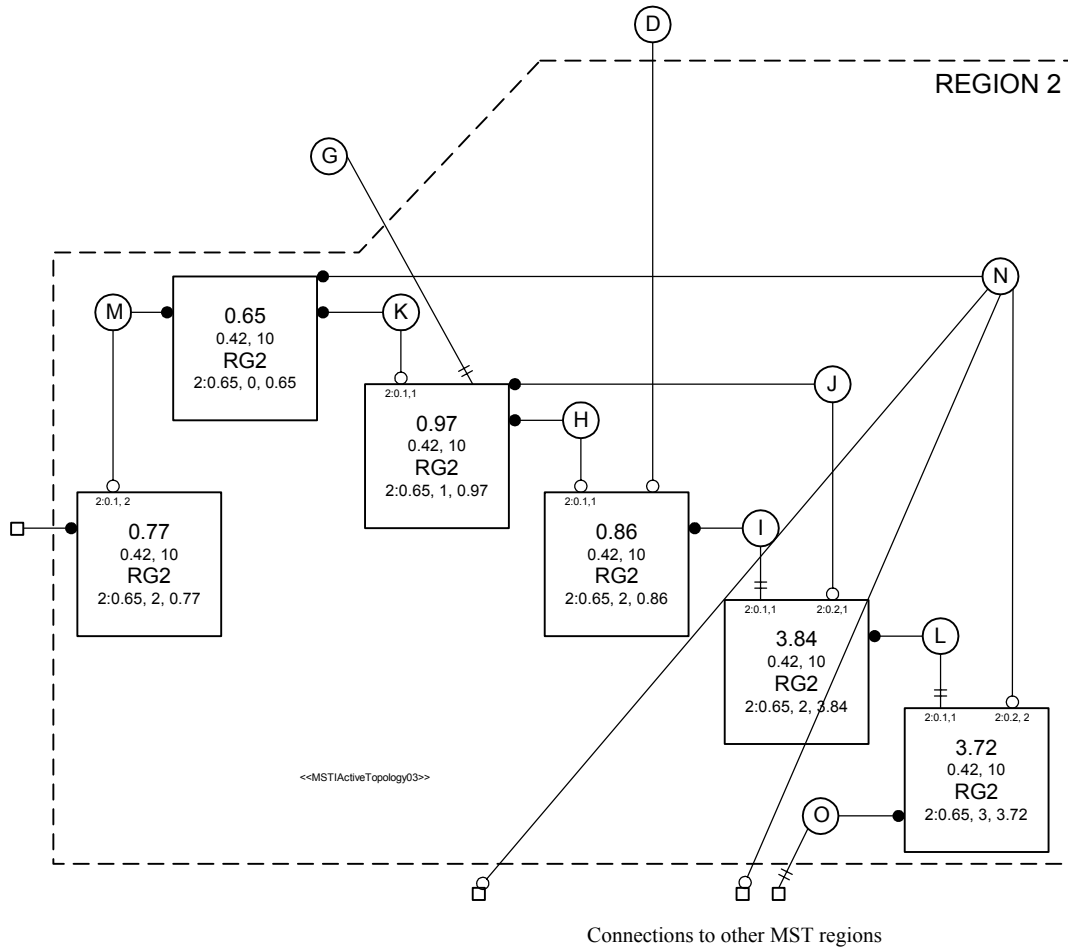 D
REGION 2
G
N
M
0.65
0.42, 10
RG2
2:0.65, 0, 0.65
K
J
2:0.1,1
0.97
0.42, 10
RG2
2:0.65, 1, 0.97
H
2:0.1, 2
0.77
0.42, 10
RG2
2:0.65, 2, 0.77
2:0.1,1
0.86
0.42, 10
RG2
2:0.65, 2, 0.86
I
2:0.1,1
2:0.2,1
3.84
0.42, 10
RG2
2:0.65, 2, 3.84
L
2:0.1,1
2:0.2, 2
3.72
0.42, 10
RG2
2:0.65, 3, 3.72
<<MSTIActiveTopology03>>
O
Connections to other MST regions